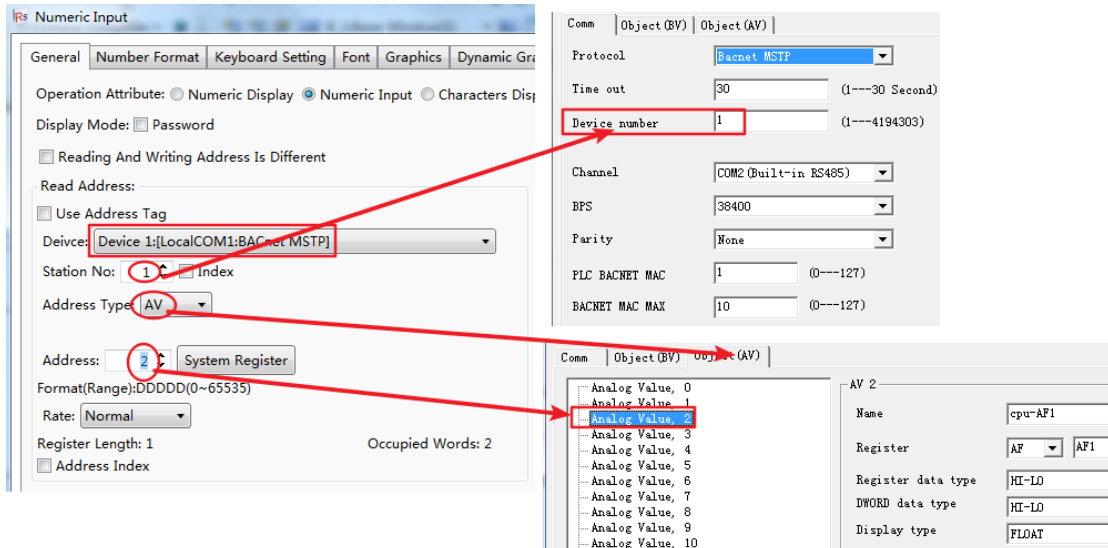 Numeric Input
General Number Format Keyboard Setting Font Graphics Dynamic Gra
Operation Attribute: Numeric Display Numeric Input Characters Disp
Display Mode: Password
Reading And Writing Address Is Different
Read Address:
Use Address Tag
Deivce: Device 1:[LocalCOM1:BACnet MSTP]
Station No: 1 Index
Address Type: AV
Address: 2 System Register
Format(Range):DDDDD(0~65535)
Rate: Normal
Register Length: 1 Occupied Words: 2
Address Index
Comm Object(BV) Object(AV)
Protocol Bacnet MSTP
Time out 30 (1---30 Second)
Device number 1 (1---4194303)
Channel COM2(Built-in RS485)
BPS 38400
Parity None
PLC BACNET MAC 1 (0---127)
BACNET MAC MAX 10 (0---127)
Comm Object(BV) Object(AV)
Analog Value, 0
Analog Value, 1
Analog Value, 2
Analog Value, 3
Analog Value, 4
Analog Value, 5
Analog Value, 6
Analog Value, 7
Analog Value, 8
Analog Value, 9
Analog Value, 10
AV 2
Name cpu-AF1
Register AF AF1
Register data type HI-LO
DWORD data type HI-LO
Display type FLOAT